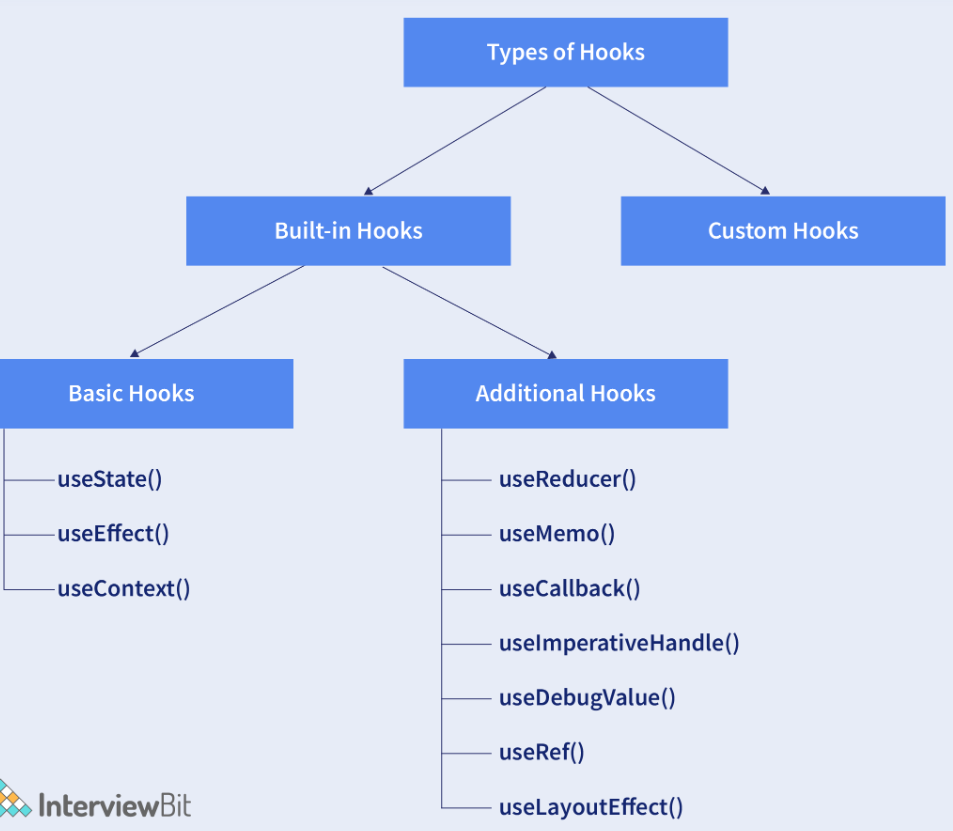 Types of Hooks
Built-in Hooks
Custom Hooks
Basic Hooks
Additional Hooks
useState()
useEffect()
useContext()
useReducer()
useMemo()
useCallback()
useImperativeHandle()
useDebugValue()
useRef()
useLayoutEffect()
InterviewBit